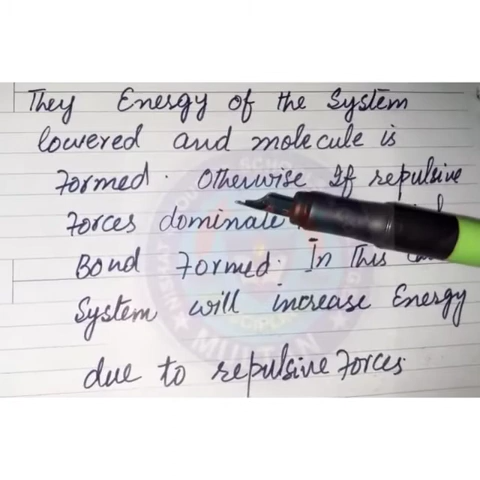 They Energy of the System
lowered and molecule is
Formed. Otherwise If repulsive
Forces dominate
Bond Formed. In This
System will increase Energy
due to repulsive Forces